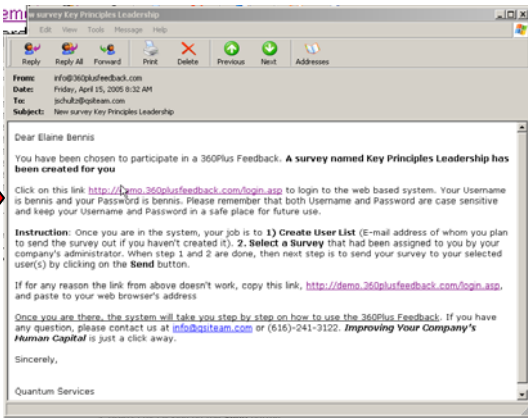 em
w survey Key Principles Leadership
Edit View Tools Message Help
Reply Reply All Forward Print Delete Previous Next Addresses
From: info@360plusfeedback.com
Date: Friday, April 15, 2005 8:32 AM
To: jschultz@qsiteam.com
Subject: New survey Key Principles Leadership
Dear Elaine Bennis
You have been chosen to participate in a 360Plus Feedback. A survey named Key Principles Leadership has
been created for you
Click on this link http://demo.360plusfeedback.com/login.asp to login to the web based system. Your Username
is bennis and your Password is bennis. Please remember that both Username and Password are case sensitive
and keep your Username and Password in a safe place for future use.
Instruction: Once you are in the system, your job is to 1) Create User List (E-mail address of whom you plan
to send the survey out if you haven't created it). 2. Select a Survey that had been assigned to you by your
company's administrator. When step 1 and 2 are done, then next step is to send your survey to your selected
user(s) by clicking on the Send button.
If for any reason the link from above doesn't work, copy this link, http://demo.360plusfeedback.com/login.asp,
and paste to your web browser's address
Once you are there, the system will take you step by step on how to use the 360Plus Feedback. If you have
any question, please contact us at info@qsiteam.com or (616)-241-3122. Improving Your Company's
Human Capital is just a click away.
Sincerely,
Quantum Services